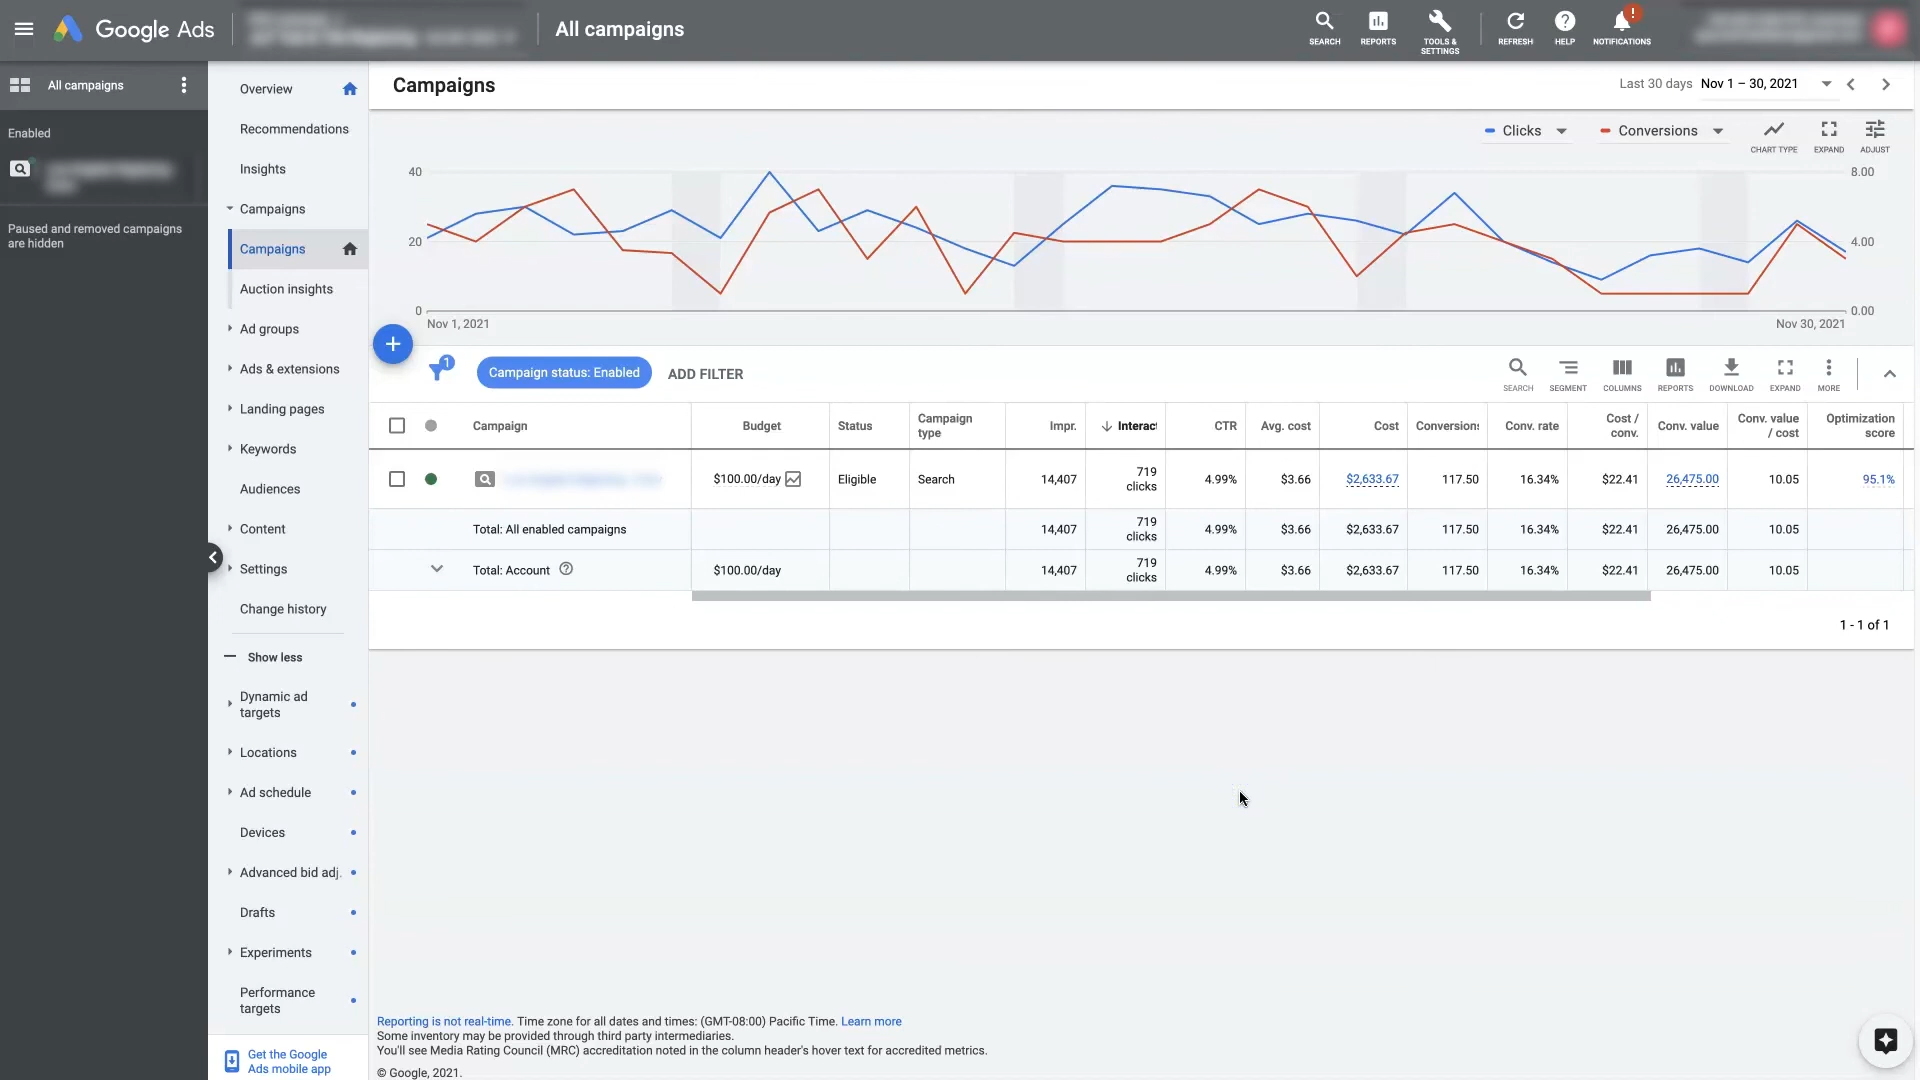 Google Ads
All campaigns
SEARCH
REPORTS
TOOLS &
SETTINGS
REFRESH
HELP
!
NOTIFICATIONS
All campaigns
Enabled
Paused and removed campaigns
are hidden
Overview
Recommendations
Insights
Campaigns
Campaigns
Auction insights
Ad groups
Ads & extensions
Landing pages
Keywords
Audiences
Content
Settings
Change history
Show less
Dynamic ad
targets
Locations
Ad schedule
Devices
Advanced bid adj.
Drafts
Experiments
Performance
targets
Get the Google
Ads mobile app
Campaigns
Last 30 days Nov 1 – 30, 2021
Clicks
Conversions
CHART TYPE
EXPAND
ADJUST
40 8.00
20 4.00
0 0.00
Nov 1, 2021 Nov 30, 2021
1
Campaign status: Enabled
ADD FILTER
SEARCH
SEGMENT
COLUMNS
REPORTS
DOWNLOAD
EXPAND
MORE
Campaign
Budget
Status
Campaign
type
Impr.
Interact
CTR
Avg. cost
Cost
Conversions
Conv. rate
Cost /
conv.
Conv. value
Conv. value
/ cost
Optimization
score
$100.00/day
Eligible
Search
14,407
719
clicks
4.99%
$3.66
$2,633.67
117.50
16.34%
$22.41
26,475.00
10.05
95.1%
Total: All enabled campaigns
14,407
719
clicks
4.99%
$3.66
$2,633.67
117.50
16.34%
$22.41
26,475.00
10.05
Total: Account
$100.00/day
14,407
719
clicks
4.99%
$3.66
$2,633.67
117.50
16.34%
$22.41
26,475.00
10.05
1 - 1 of 1
Reporting is not real-time. Time zone for all dates and times: (GMT-08:00) Pacific Time. Learn more
Some inventory may be provided through third party intermediaries.
You'll see Media Rating Council (MRC) accreditation noted in the column header's hover text for accredited metrics.
© Google, 2021.